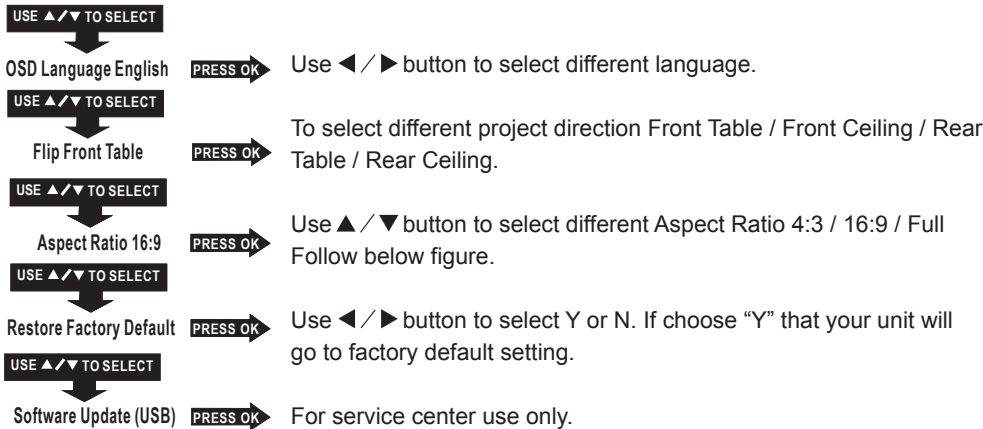 USE ▲/▼ TO SELECT
OSD Language English PRESS OK Use ◀/▶ button to select different language.
USE ▲/▼ TO SELECT
Flip Front Table PRESS OK To select different project direction Front Table / Front Ceiling / Rear
Table / Rear Ceiling.
USE ▲/▼ TO SELECT
Aspect Ratio 16:9 PRESS OK Use ▲/▼ button to select different Aspect Ratio 4:3 / 16:9 / Full
Follow below figure.
USE ▲/▼ TO SELECT
Restore Factory Default PRESS OK Use ◀/▶ button to select Y or N. If choose “Y” that your unit will
go to factory default setting.
USE ▲/▼ TO SELECT
Software Update (USB) PRESS OK For service center use only.